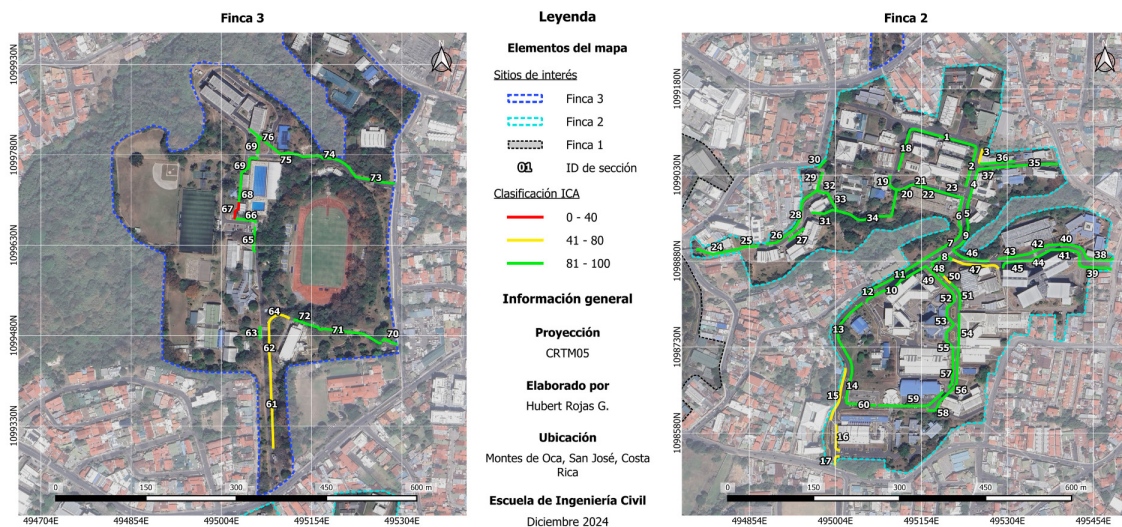 Finca 3
Leyenda
Finca 2
Elementos del mapa
Sitios de interés
Finca 3
Finca 2
Finca 1
01 ID de sección
Clasificación ICA
0 - 40
41 - 80
81 - 100
Información general
Proyección
CRTM05
Elaborado por
Hubert Rojas G.
Ubicación
Montes de Oca, San José, Costa
Rica
Escuela de Ingeniería Civil
Diciembre 2024
N
1099930N
1099780N
1099630N
1099480N
1099330N
76
69
75
74
73
69
68
67
66
65
64
72
71
70
63
62
61
0 150 300 450 600 m
494704E 494854E 495004E 495154E 495304E
N
1099180N
1099030N
1098880N
1098730N
1098580N
1
3
18
2
36
35
30
37
29
19
21
4
32
20
22
23
33
28
31
34
6
5
27
9
26
25
24
7
46
43
42
40
8
44
41
38
47
45
39
11
48
50
49
12
10
52
51
13
53
54
55
57
14
56
15
59
60
58
16
17
0 150 300 450 600 m
494854E 495004E 495154E 495304E 495454E